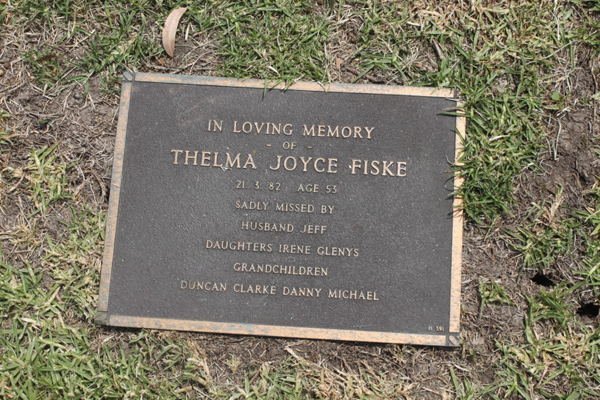 IN LOVING MEMORY
- OF -
THELMA JOYCE FISKE
21. 3. 82 AGE 53
SADLY MISSED BY
HUSBAND JEFF
DAUGHTERS IRENE GLENYS
GRANDCHILDREN
DUNCAN CLARKE DANNY MICHAEL